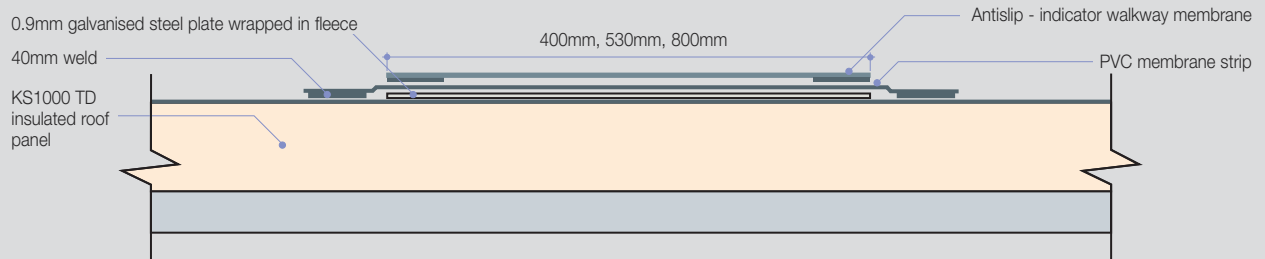 0.9mm galvanised steel plate wrapped in fleece
40mm weld
KS1000 TD
insulated roof
panel
400mm, 530mm, 800mm
Antislip - indicator walkway membrane
PVC membrane strip